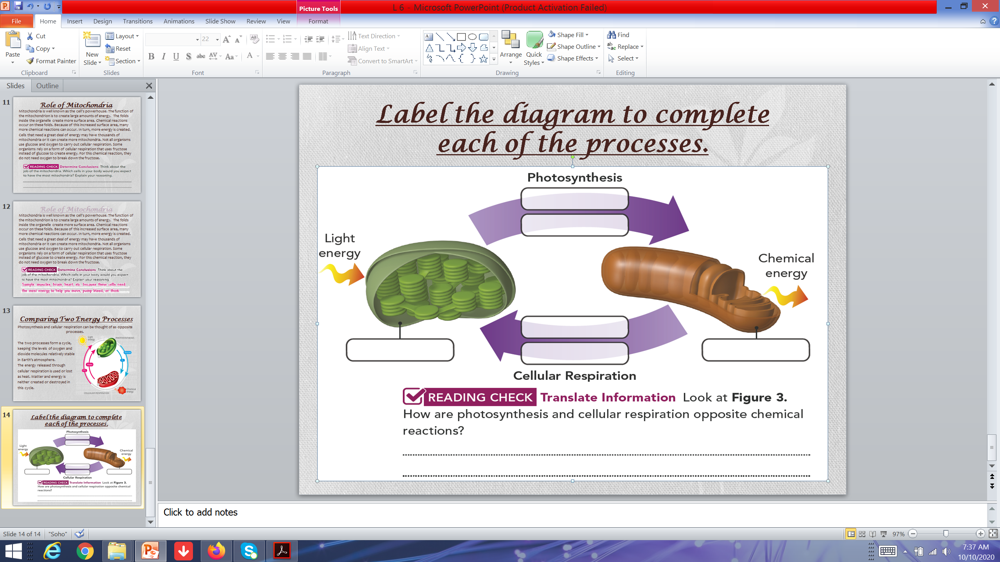 Picture Tools
L 6 - Microsoft PowerPoint (Product Activation Failed)
File
Home
Insert
Design
Transitions
Animations
Slide Show
Review
View
Format
Paste
Cut
Copy
Format Painter
Clipboard
New
Slide
Layout
Reset
Section
Slides
22
Font
Text Direction
Align Text
Convert to SmartArt
Paragraph
Arrange
Quick
Styles
Shape Fill
Shape Outline
Shape Effects
Drawing
Find
Replace
Select
Editing
Slides
Outline
11
Role of Mitochondria
Mitochondria is well known as the cell's powerhouse. The function of
the mitochondrion is to create large amounts of energy. The folds
inside the organelle create more surface area. Chemical reactions
occur on these folds. Because of this increased surface area, many
more chemical reactions can occur. In turn, more energy is created.
Cells that need a great deal of energy may have thousands of
mitochondria or it can create more mitochondria. Not all organisms
use glucose and oxygen to carry out cellular respiration. Some
organisms rely on a form of cellular respiration that uses fructose
instead of glucose to create energy. For this chemical reaction, they
do not need oxygen to break down the fructose.
READING CHECK Determine Conclusions Think about the
job of the mitochondria. Which cells in your body would you expect
to have the most mitochondria? Explain your reasoning.
12
Role of Mitochondria
Mitochondria is well known as the cell's powerhouse. The function of
the mitochondrion is to create large amounts of energy. The folds
inside the organelle create more surface area. Chemical reactions
occur on these folds. Because of this increased surface area, many
more chemical reactions can occur. In turn, more energy is created.
Cells that need a great deal of energy may have thousands of
mitochondria or it can create more mitochondria. Not all organisms
use glucose and oxygen to carry out cellular respiration. Some
organisms rely on a form of cellular respiration that uses fructose
instead of glucose to create energy. For this chemical reaction, they
do not need oxygen to break down the fructose.
READING CHECK Determine Conclusions Think about the
job of the mitochondria. Which cells in your body would you expect
to have the most mitochondria? Explain your reasoning.
Sample: muscles, brain, heart, etc. because these cells need
the most energy to help you move, pump blood, or think
13
Comparing Two Energy Processes
Photosynthesis and cellular respiration can be thought of as opposite
processes.
The two processes form a cycle,
keeping the levels of oxygen and
dioxide molecules relatively stable
in Earth's atmosphere.
The energy released through
cellular respiration is used or lost
as heat. Matter and energy is
neither created or destroyed in
this cycle.
Light
energy
PHOTOSYNTHESIS
Glucose
Water
CELLULAR RESPIRATION
Chemical
energy
14
Label the diagram to complete
each of the processes.
Photosynthesis
Light
energy
Chemical
energy
Cellular Respiration
READING CHECK Translate Information Look at Figure 3.
How are photosynthesis and cellular respiration opposite chemical
reactions?
Label the diagram to complete
each of the processes.
Photosynthesis
Light
energy
Chemical
energy
Cellular Respiration
READING CHECK Translate Information Look at Figure 3.
How are photosynthesis and cellular respiration opposite chemical
reactions?
Click to add notes
Slide 14 of 14
"Soho"
97%
7:37 AM
10/10/2020